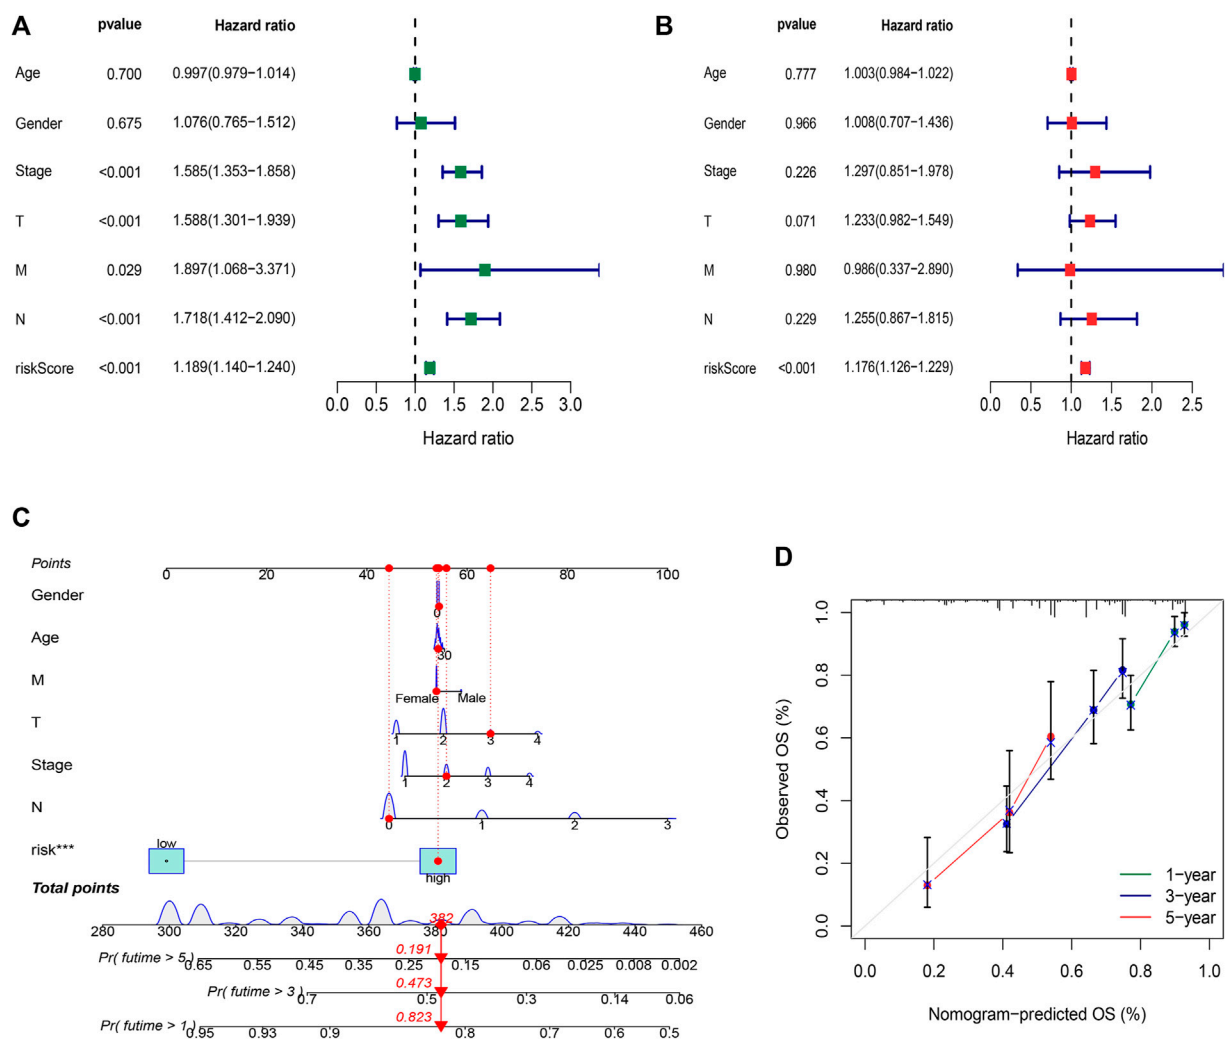 A
pvalue Hazard ratio
Age 0.700 0.997(0.979−1.014)
Gender 0.675 1.076(0.765−1.512)
Stage <0.001 1.585(1.353−1.858)
T <0.001 1.588(1.301−1.939)
M 0.029 1.897(1.068−3.371)
N <0.001 1.718(1.412−2.090)
riskScore <0.001 1.189(1.140−1.240)
0.0 0.5 1.0 1.5 2.0 2.5 3.0
Hazard ratio
B
pvalue Hazard ratio
Age 0.777 1.003(0.984−1.022)
Gender 0.966 1.008(0.707−1.436)
Stage 0.226 1.297(0.851−1.978)
T 0.071 1.233(0.982−1.549)
M 0.980 0.986(0.337−2.890)
N 0.229 1.255(0.867−1.815)
riskScore <0.001 1.176(1.126−1.229)
0.0 0.5 1.0 1.5 2.0 2.5
Hazard ratio
C
Points
0 20 40 60 80 100
Gender
0
Age
30
M
Female Male
T
1 2 3 4
Stage
1 2 3 4
N
0 1 2 3
risk***
low
high
Total points
382
280 300 320 340 360 380 400 420 440 460
0.191
Pr( futime > 5 )
0.65 0.55 0.45 0.35 0.25 0.15 0.06 0.025 0.008 0.002
0.473
Pr( futime > 3 )
0.7 0.5 0.3 0.14 0.06
0.823
Pr( futime > 1 )
0.95 0.93 0.9 0.8 0.7 0.6 0.5
D
Observed OS (%)
0.0 0.2 0.4 0.6 0.8 1.0
1−year
3−year
5−year
0.0 0.2 0.4 0.6 0.8 1.0
Nomogram−predicted OS (%)